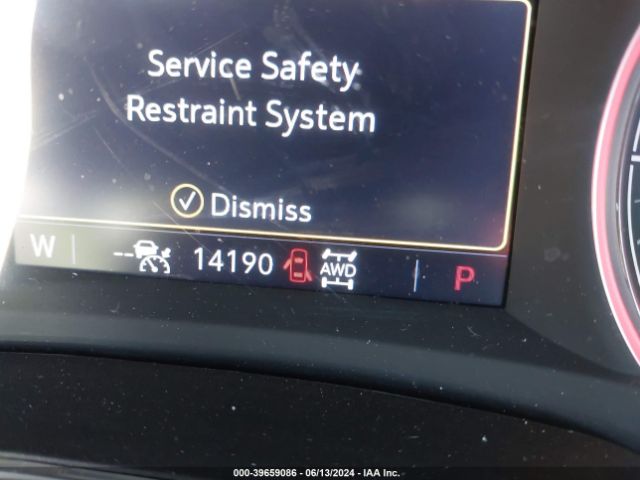 Service Safety
Restraint System
Dismiss
W -- 14190 AWD P
000-39659086 - 06/13/2024 - IAA Inc.